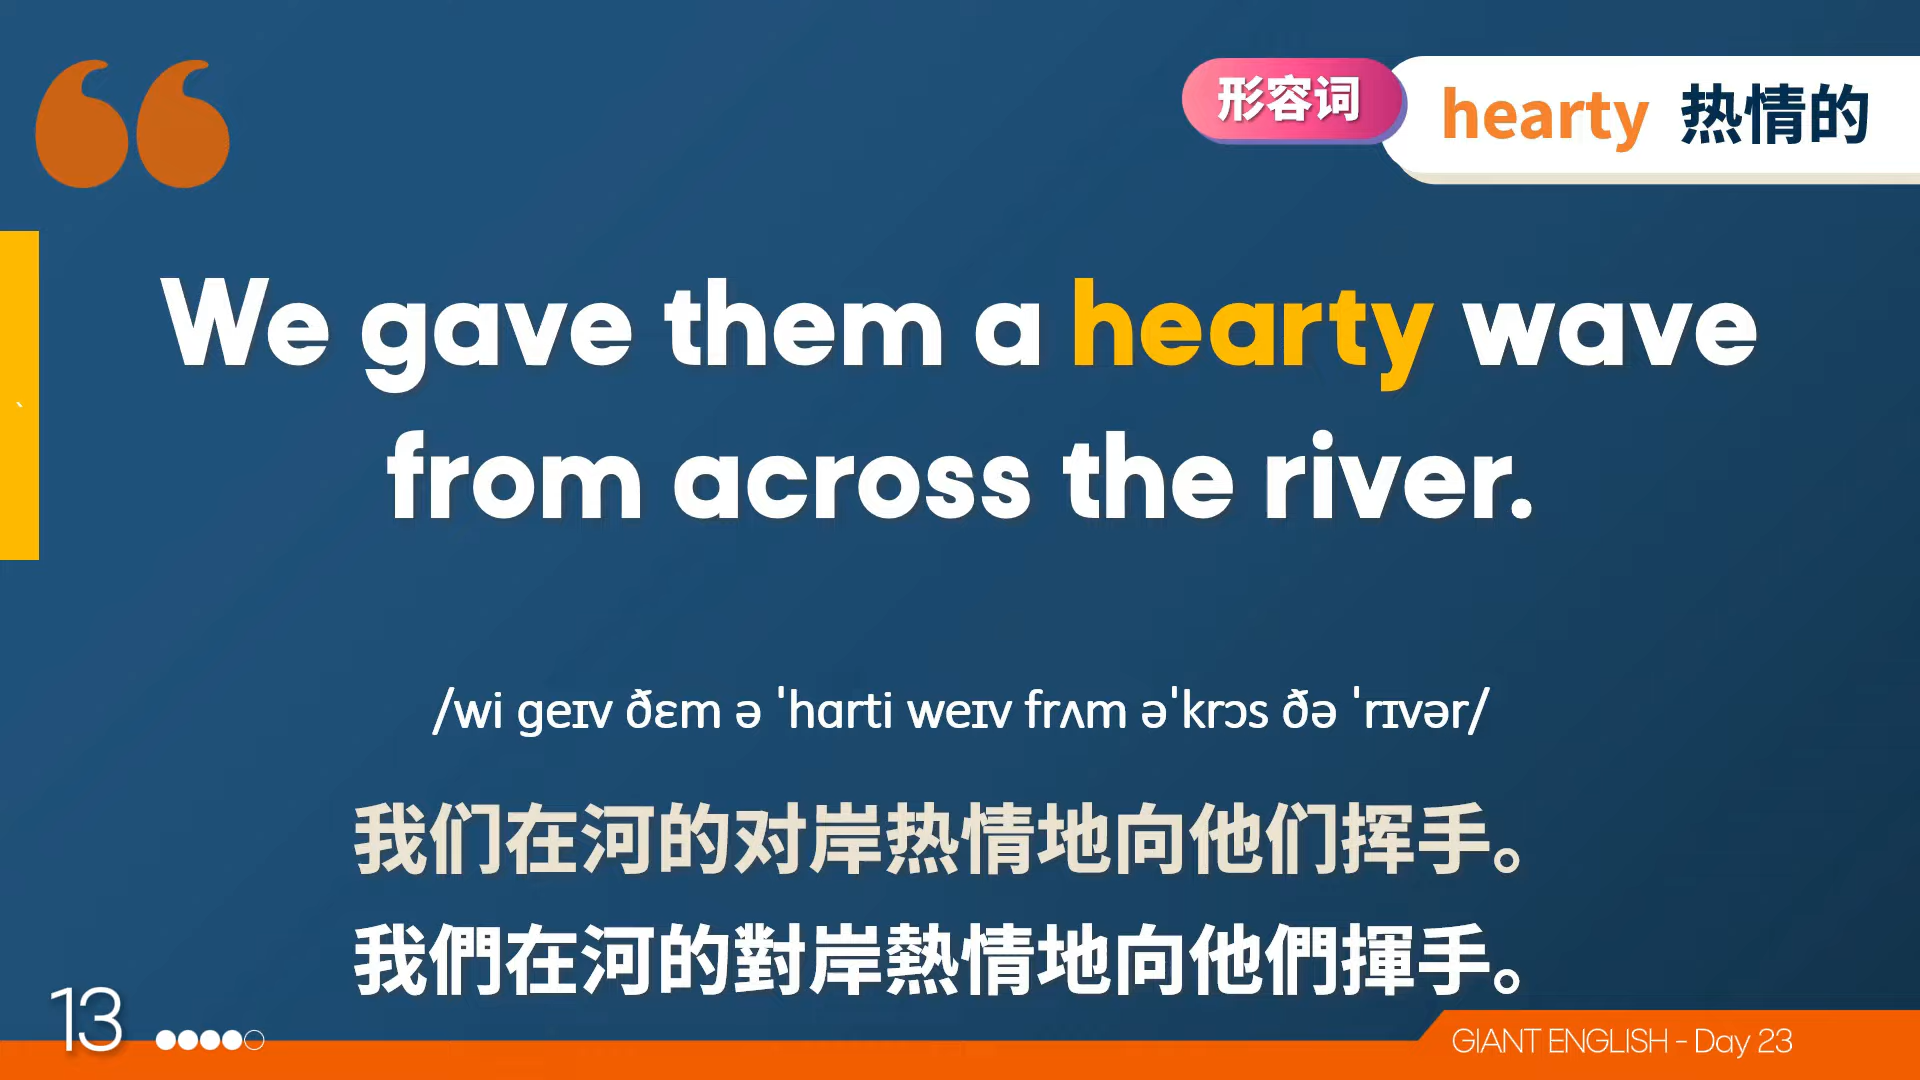 形容词
hearty 热情的
We gave them a hearty wave
from across the river.
/wi ɡeɪv ðɛm ə ˈhɑrti weɪv frʌm əˈkrɔs ðə ˈrɪvər/
我们在河的对岸热情地向他们挥手。
我們在河的對岸熱情地向他們揮手。
13
GIANT ENGLISH - Day 23